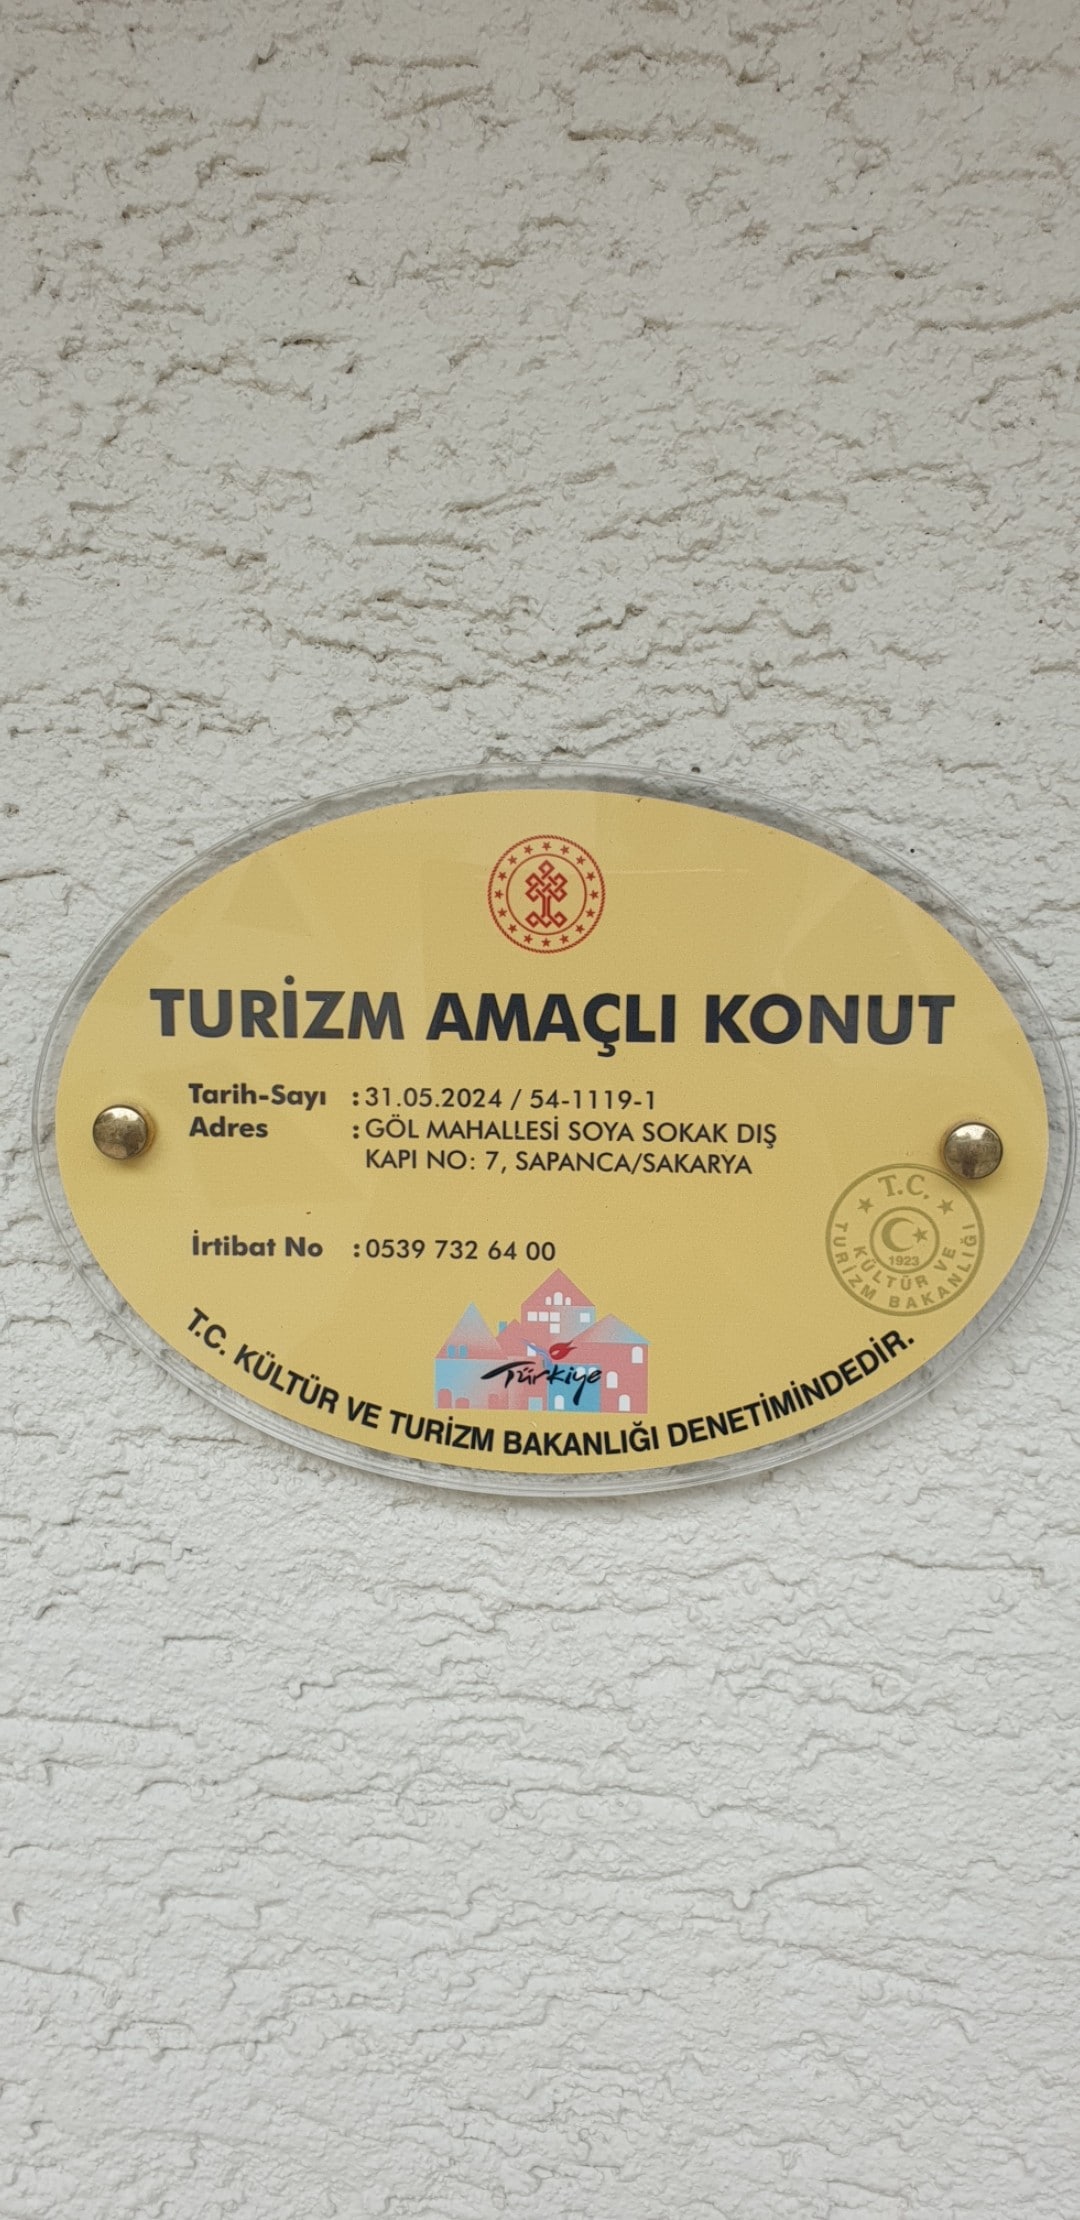 TURİZM AMAÇLI KONUT
Tarih-Sayı : 31.05.2024 / 54-1119-1
Adres : GÖL MAHALLESİ SOYA SOKAK DIŞ
KAPI NO: 7, SAPANCA/SAKARYA
İrtibat No : 0539 732 64 00
T.C.
KÜLTÜR VE
TURİZM BAKANLIĞI
1923
Türkiye
T.C. KÜLTÜR VE TURİZM BAKANLIĞI DENETİMİNDEDİR.